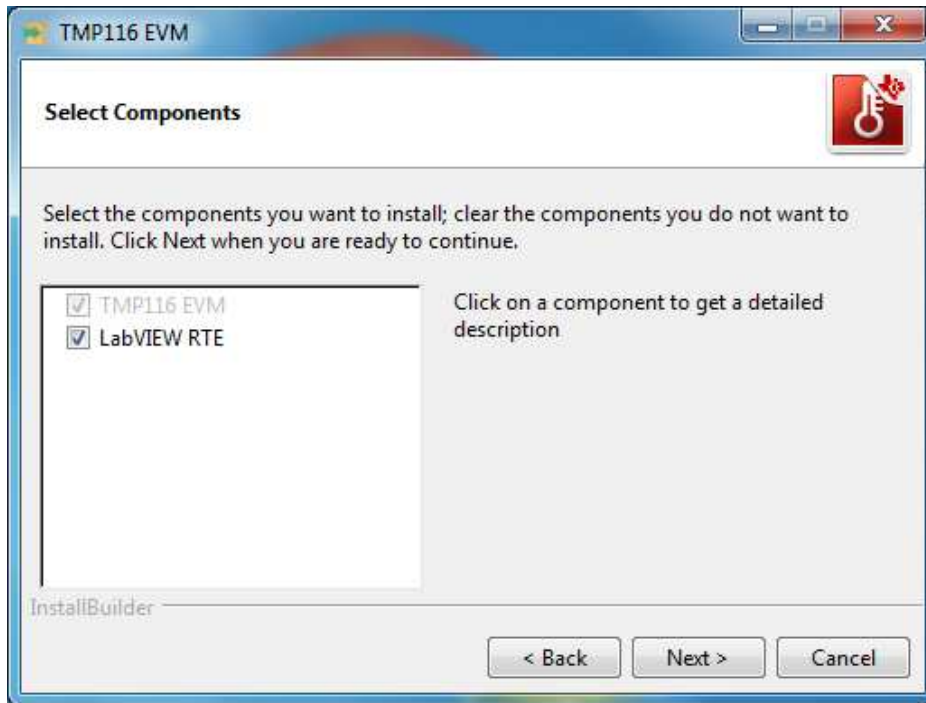 TMP116 EVM
Select Components
Select the components you want to install; clear the components you do not want to
install. Click Next when you are ready to continue.
TMP116 EVM
LabVIEW RTE
Click on a component to get a detailed
description
InstallBuilder
< Back
Next >
Cancel